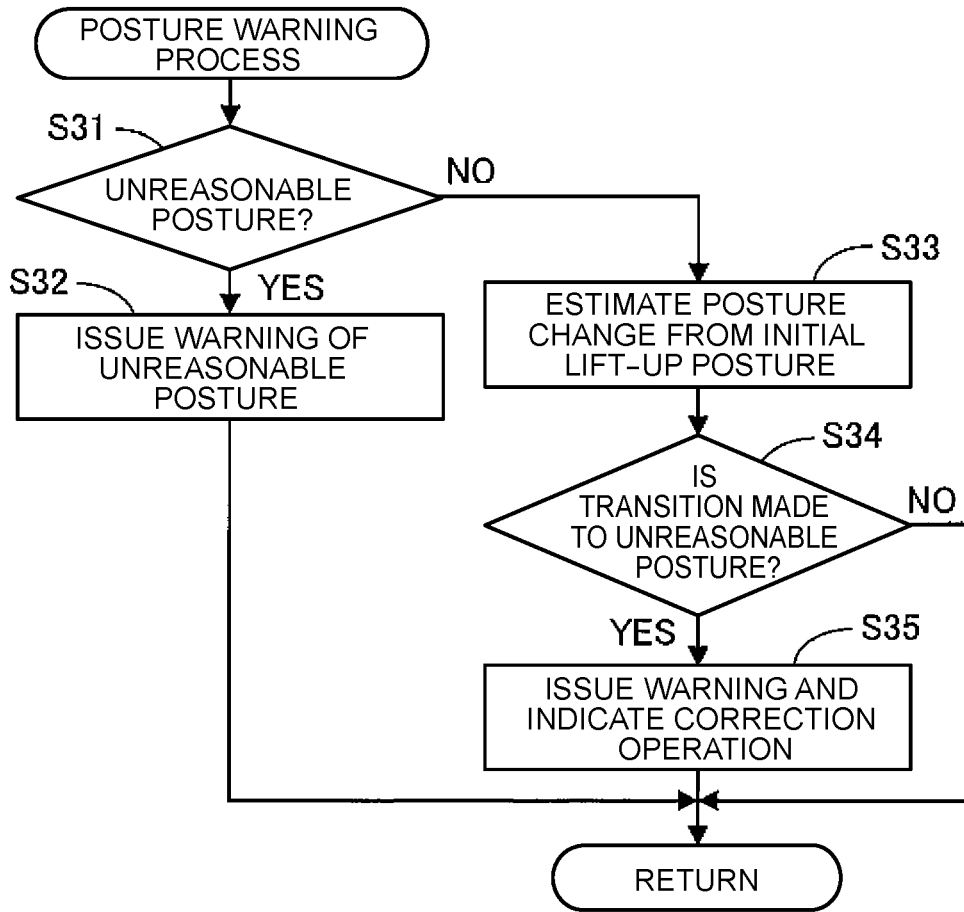 POSTURE WARNING
PROCESS
S31
UNREASONABLE
POSTURE?
NO
YES
S32
ISSUE WARNING OF
UNREASONABLE
POSTURE
S33
ESTIMATE POSTURE
CHANGE FROM INITIAL
LIFT-UP POSTURE
S34
IS
TRANSITION MADE
TO UNREASONABLE
POSTURE?
NO
YES
S35
ISSUE WARNING AND
INDICATE CORRECTION
OPERATION
RETURN